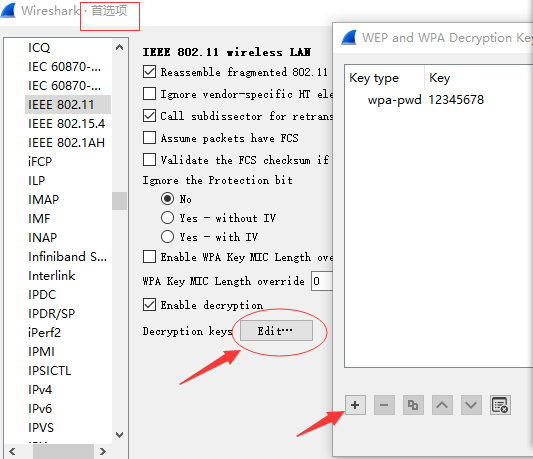 Wireshark · 首选项
ICQ
IEC 60870-...
IEC 60870-...
IEEE 802.11
IEEE 802.15.4
IEEE 802.1AH
iFCP
ILP
IMAP
IMF
INAP
Infiniband S...
Interlink
IPDC
IPDR/SP
iPerf2
IPMI
IPSICTL
IPv4
IPv6
IPVS
IEEE 802.11 wireless LAN
Reassemble fragmented 802.11
Ignore vendor-specific HT ele
Call subdissector for retrans
Assume packets have FCS
Validate the FCS checksum if
Ignore the Protection bit
No
Yes - without IV
Yes - with IV
Enable WPA Key MIC Length ove
WPA Key MIC Length override 0
Enable decryption
Decryption keys Edit…
WEP and WPA Decryption Key
Key type Key
wpa-pwd 12345678